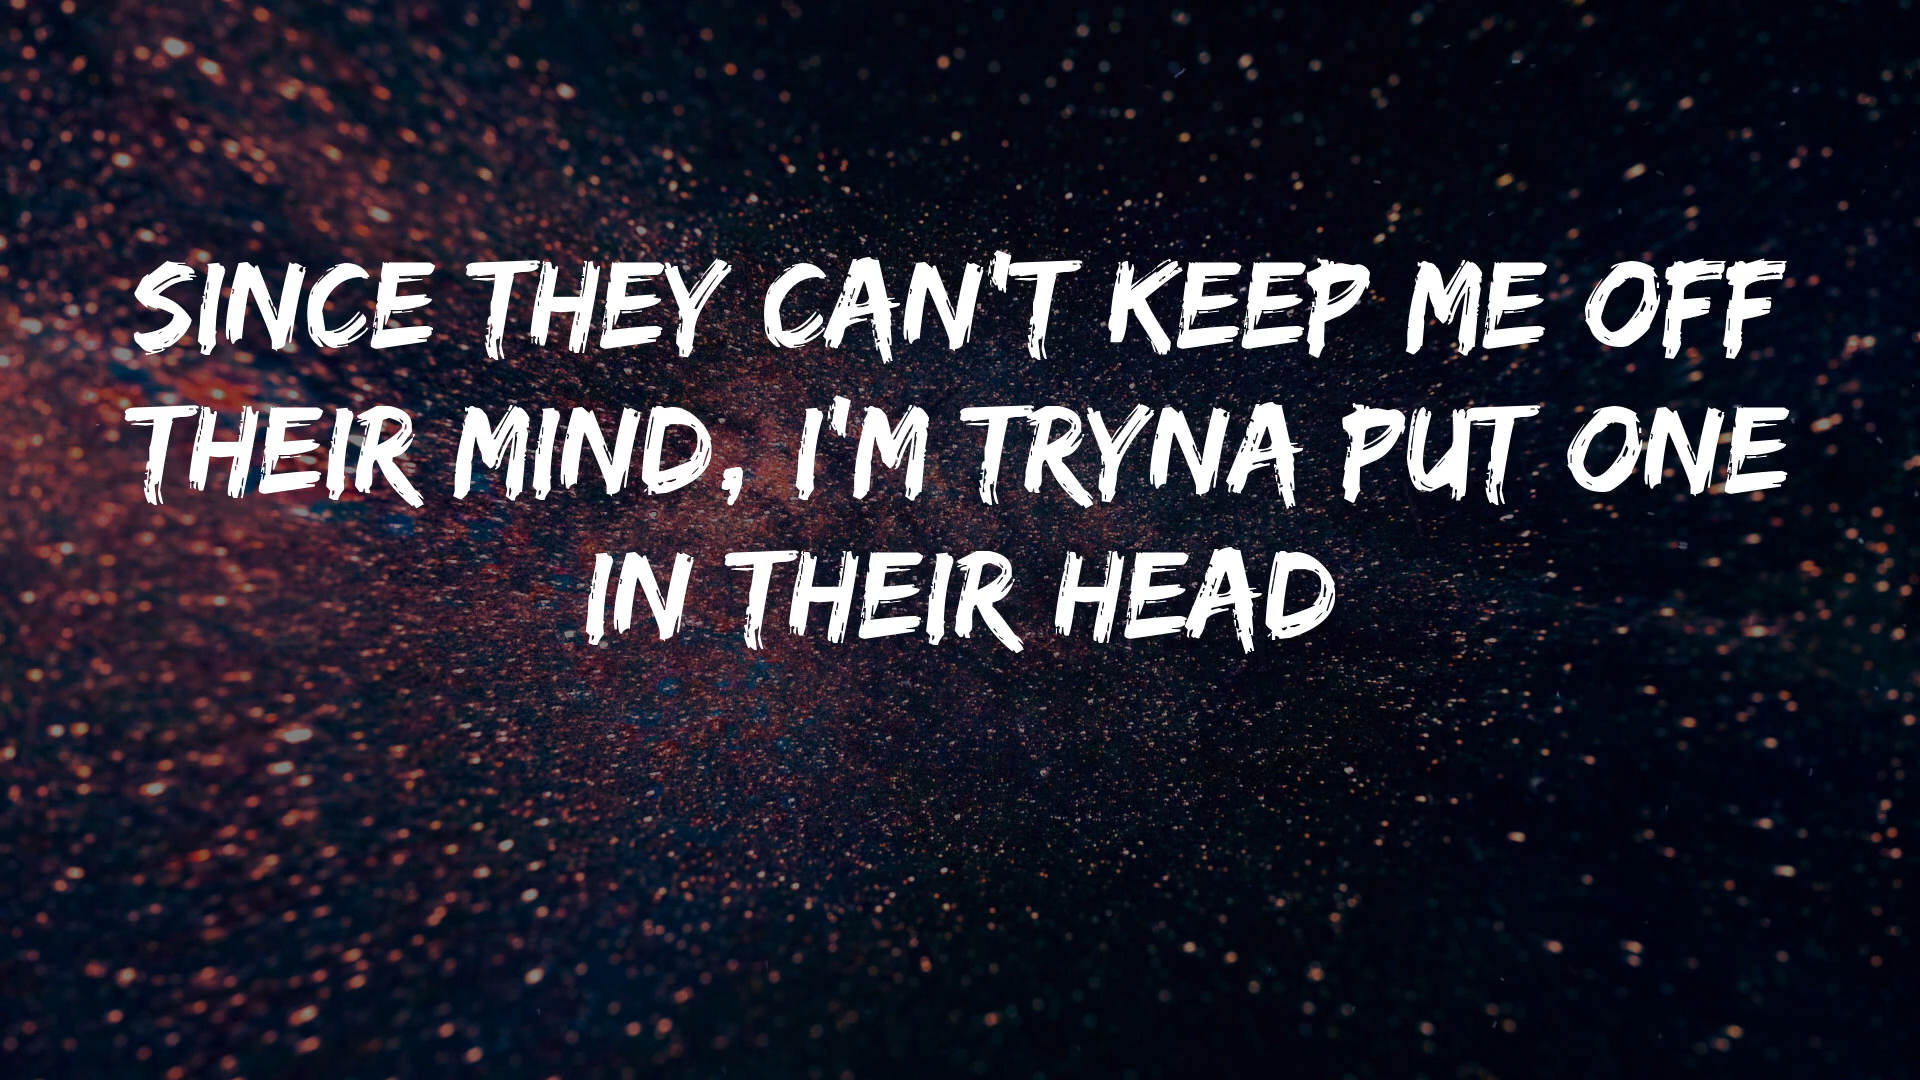 SINCE THEY CAN'T KEEP ME OFF
THEIR MIND, I'M TRYNA PUT ONE
IN THEIR HEAD